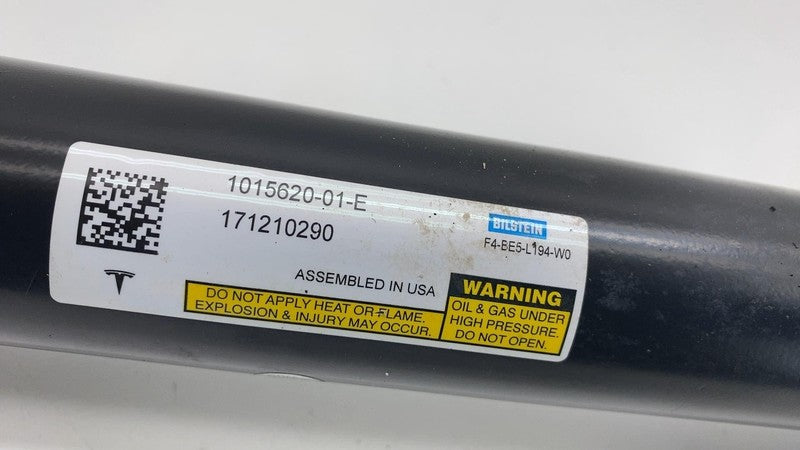 1015620-01-E
171210290
BILSTEIN
F4-BE5-L194-W0
ASSEMBLED IN USA
DO NOT APPLY HEAT OR FLAME.
EXPLOSION & INJURY MAY OCCUR.
WARNING
OIL & GAS UNDER
HIGH PRESSURE.
DO NOT OPEN.